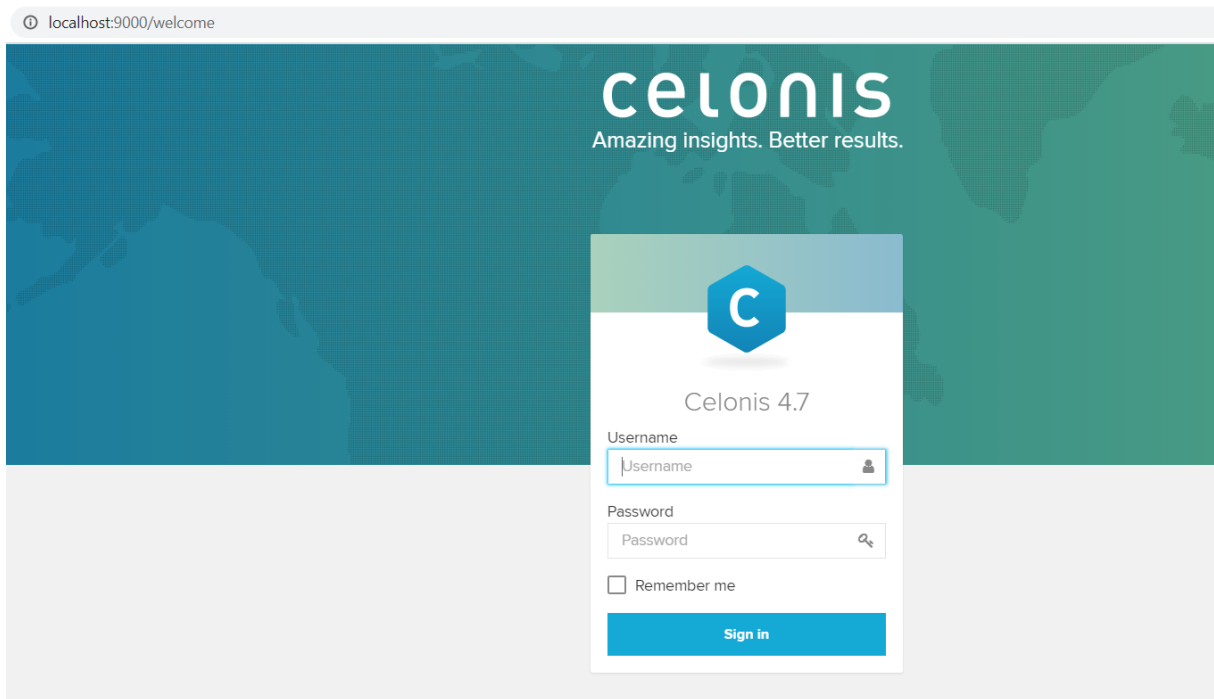 localhost:9000/welcome
celonis
Amazing insights. Better results.
C
Celonis 4.7
Username
Username
Password
Password
Remember me
Sign in